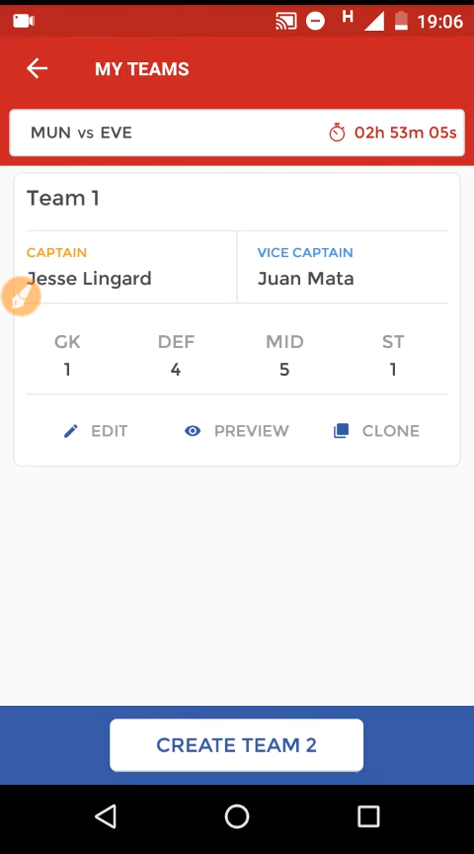 H 19:06
MY TEAMS
MUN vs EVE 02h 53m 05s
Team 1
CAPTAIN VICE CAPTAIN
Jesse Lingard Juan Mata
GK DEF MID ST
1 4 5 1
EDIT PREVIEW CLONE
CREATE TEAM 2